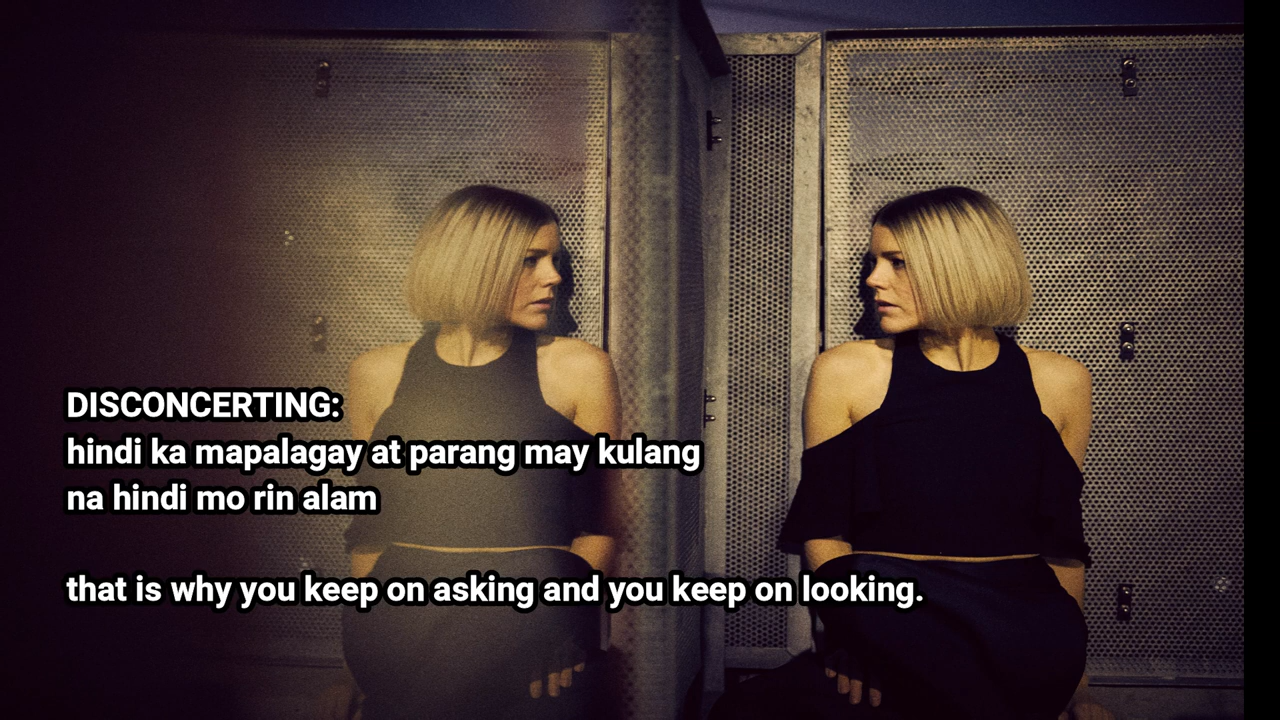 DISCONCERTING:
hindi ka mapalagay at parang may kulang
na hindi mo rin alam
that is why you keep on asking and you keep on looking.